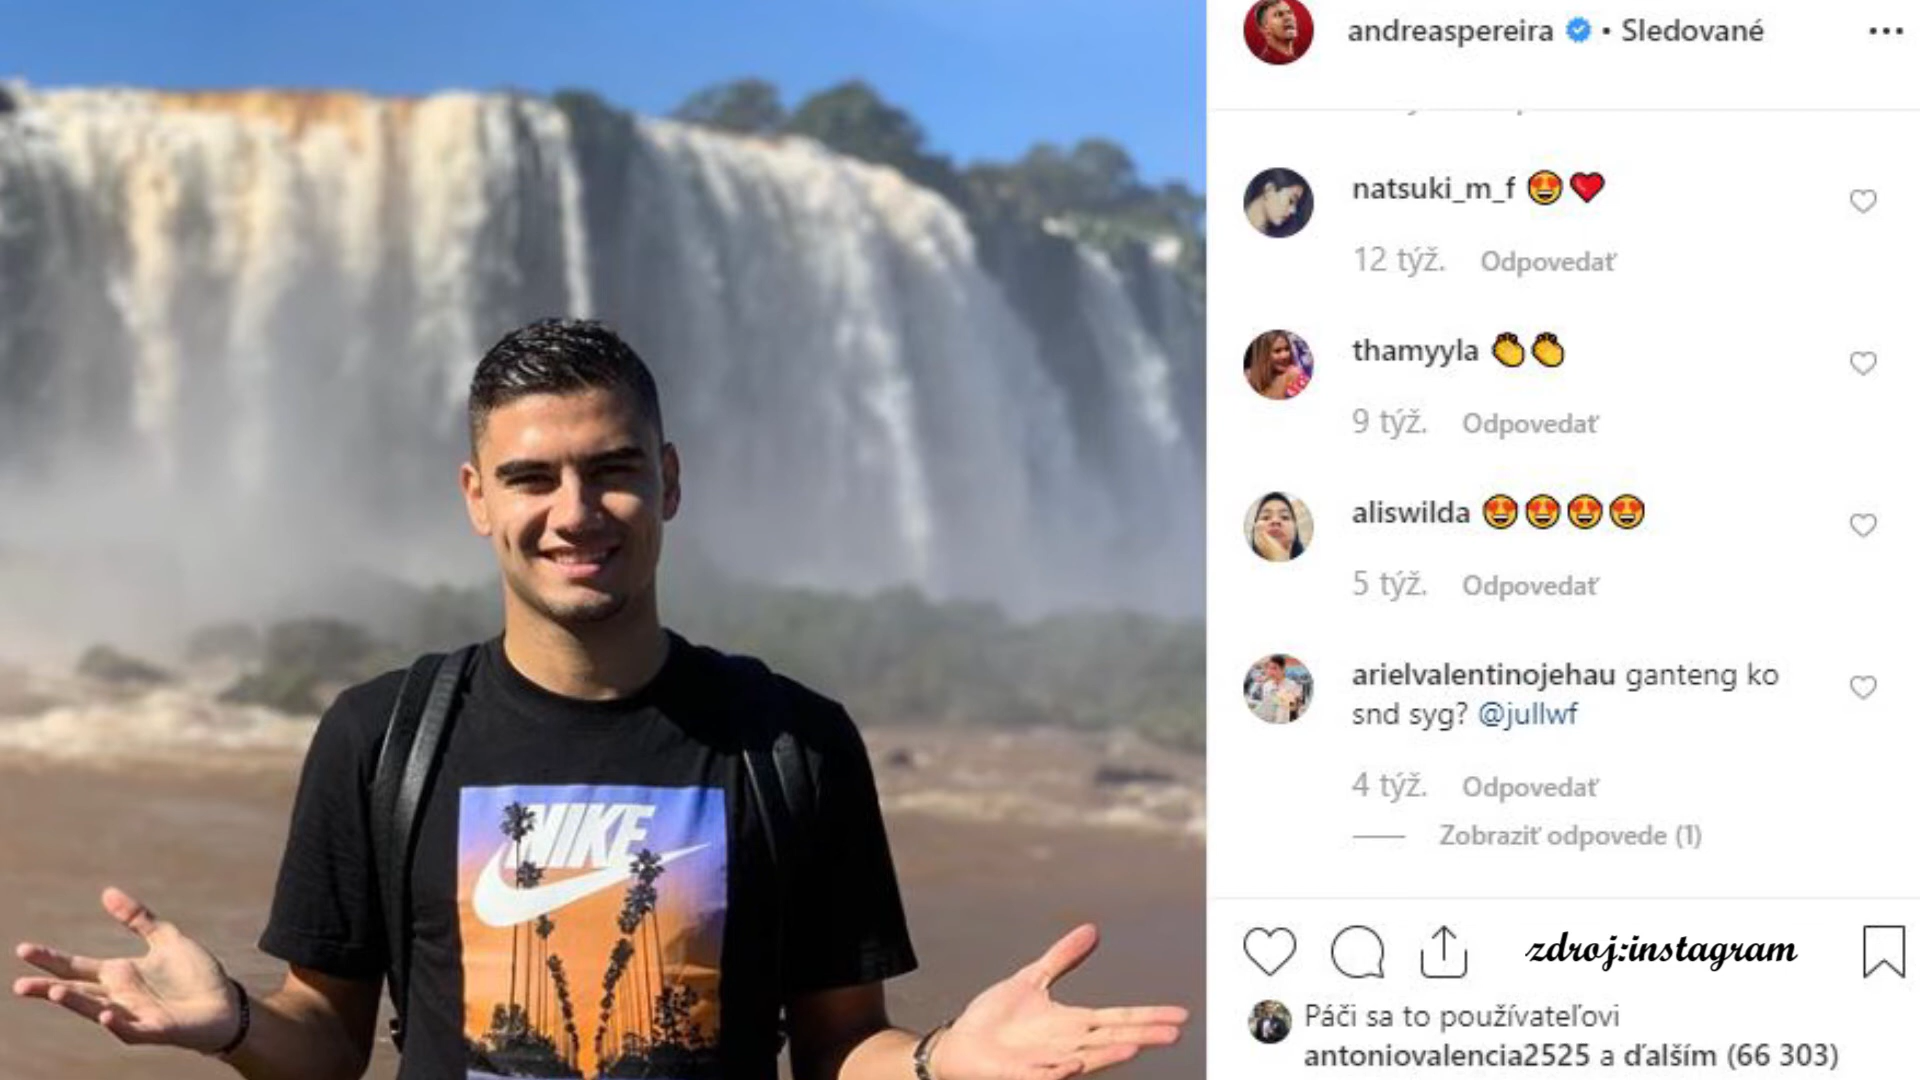 NIKE
andreaspereira • Sledované
natsuki_m_f 😍❤️
12 týž. Odpovedať
thamyyla 👏👏
9 týž. Odpovedať
aliswilda 😍😍😍😍
5 týž. Odpovedať
arielvalentinojehau ganteng ko
snd syg? @jullwf
4 týž. Odpovedať
Zobraziť odpovede (1)
zdroj:instagram
Páči sa to používateľovi
antoniovalencia2525 a ďalším (66 303)